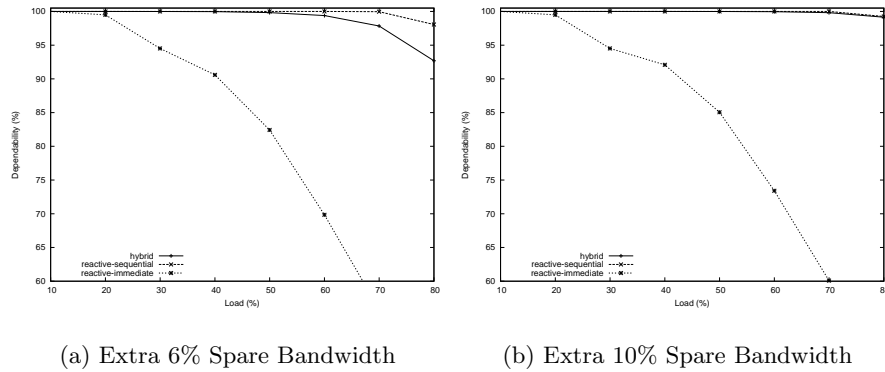 100
95
90
85
80
75
70
65
60
Dependability (%)
hybrid
reactive-sequential
reactive-immediate
10 20 30 40 50 60 70 80
Load (%)
(a) Extra 6% Spare Bandwidth
100
95
90
85
80
75
70
65
60
Dependability (%)
hybrid
reactive-sequential
reactive-immediate
10 20 30 40 50 60 70 8
Load (%)
(b) Extra 10% Spare Bandwidth